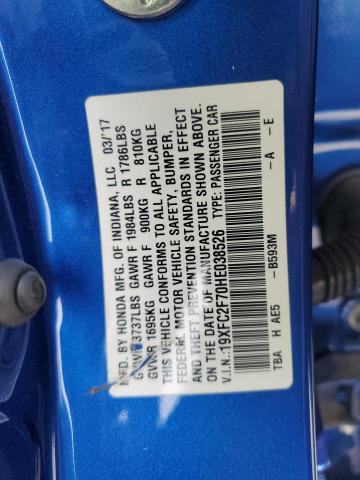 MFD. BY HONDA MFG. OF INDIANA, LLC 03/17
GVWR 3737LBS GAWR F 1984LBS R 1786LBS
GVWR 1695KG GAWR F 900KG R 810KG
THIS VEHICLE CONFORMS TO ALL APPLICABLE
FEDERAL MOTOR VEHICLE SAFETY, BUMPER,
AND THEFT PREVENTION STANDARDS IN EFFECT
ON THE DATE OF MANUFACTURE SHOWN ABOVE.
V.I.N.:19XFC2F70HE038526 TYPE: PASSENGER CAR
TBA H AE5 -B593M -A -E